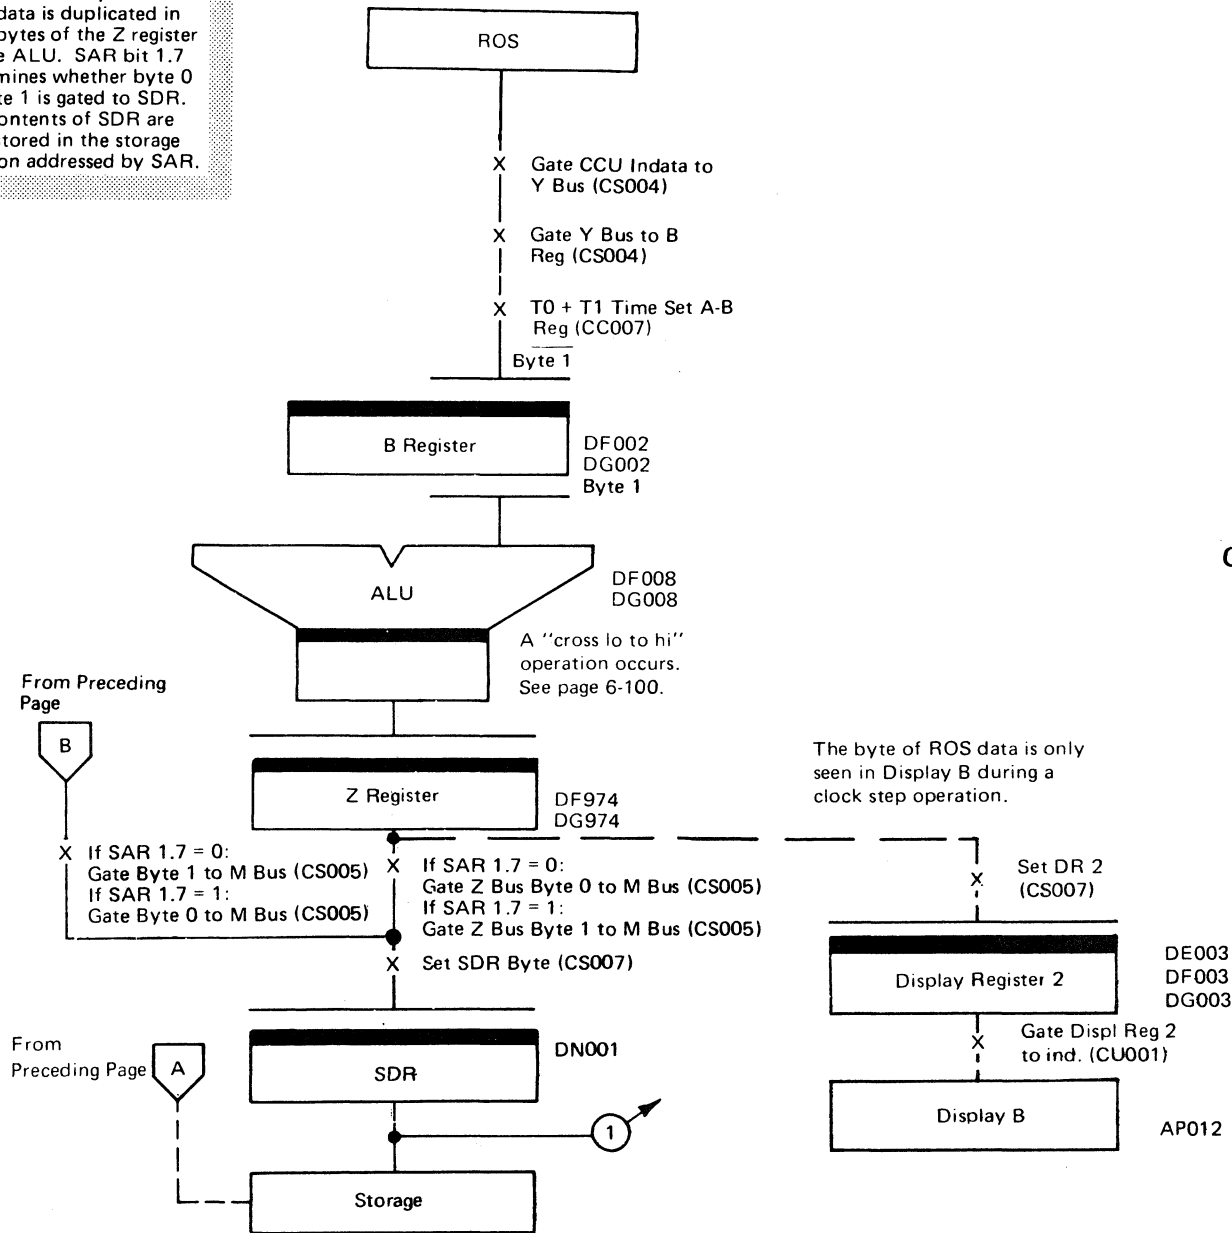 data is duplicated in
bytes of the Z register
ALU. SAR bit 1.7
whether byte 0
1 is gated to SDR.
of SDR are
in the storage
addressed by SAR.
ROS
X Gate CCU Indata to
Y Bus (CS004)
X Gate Y Bus to B
Reg (CS004)
X T0 + T1 Time Set A-B
Reg (CC007)
Byte 1
B Register
DF002
DG002
Byte 1
ALU
DF008
DG008
A "cross lo to hi"
operation occurs.
See page 6-100.
From Preceding
Page
B
Z Register
DF974
DG974
The byte of ROS data is only
seen in Display B during a
clock step operation.
X If SAR 1.7 = 0:
Gate Byte 1 to M Bus (CS005)
If SAR 1.7 = 1:
Gate Byte 0 to M Bus (CS005)
X If SAR 1.7 = 0:
Gate Z Bus Byte 0 to M Bus (CS005)
If SAR 1.7 = 1:
Gate Z Bus Byte 1 to M Bus (CS005)
X Set SDR Byte (CS007)
X Set DR 2
(CS007)
Display Register 2
DE003
DF003
DG003
X Gate Displ Reg 2
to ind. (CU001)
Display B
AP012
From
Preceding Page
A
SDR
DN001
1
Storage